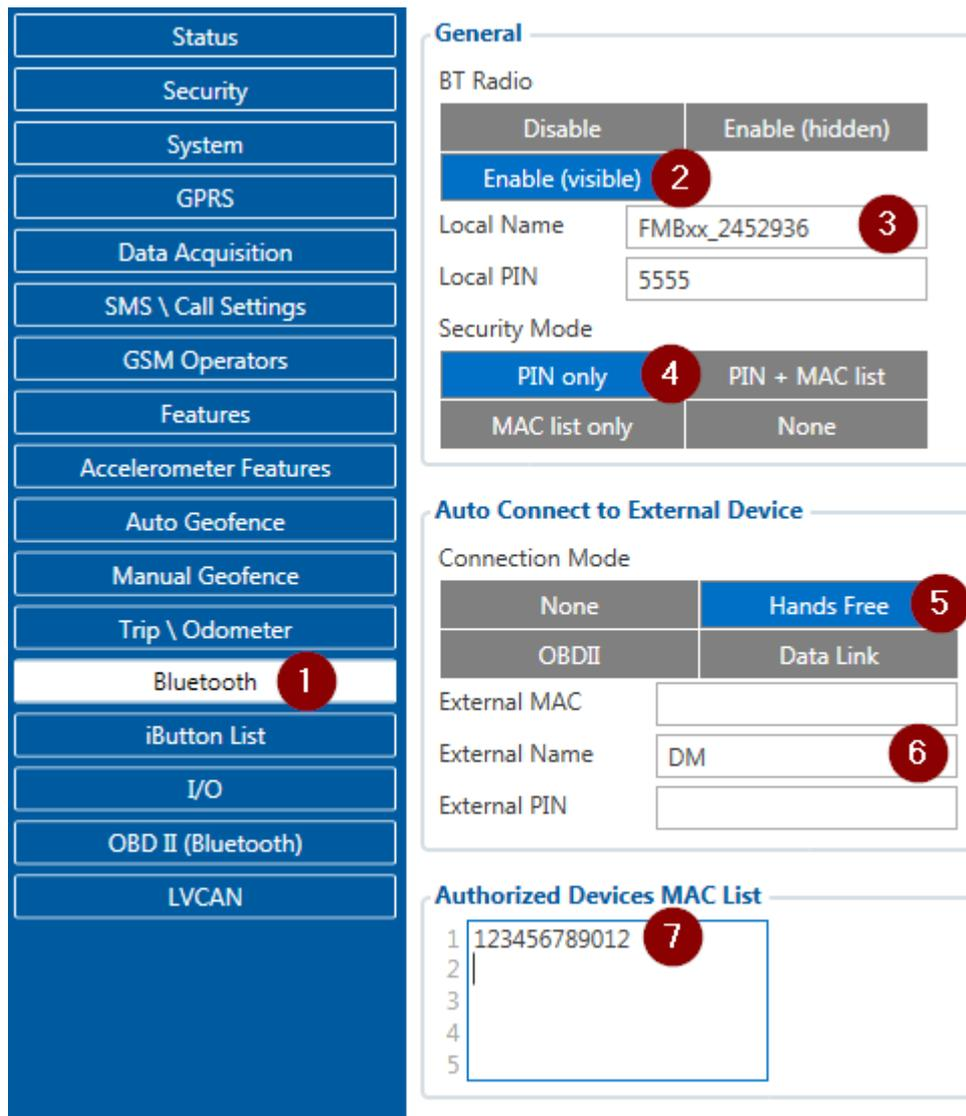 Status
Security
System
GPRS
Data Acquisition
SMS \ Call Settings
GSM Operators
Features
Accelerometer Features
Auto Geofence
Manual Geofence
Trip \ Odometer
Bluetooth 1
iButton List
I/O
OBD II (Bluetooth)
LVCAN
General
BT Radio
Disable Enable (hidden)
Enable (visible) 2
Local Name FMBxx_2452936 3
Local PIN 5555
Security Mode
PIN only 4 PIN + MAC list
MAC list only None
Auto Connect to External Device
Connection Mode
None Hands Free 5
OBDII Data Link
External MAC
External Name DM 6
External PIN
Authorized Devices MAC List
1 123456789012 7
2
3
4
5